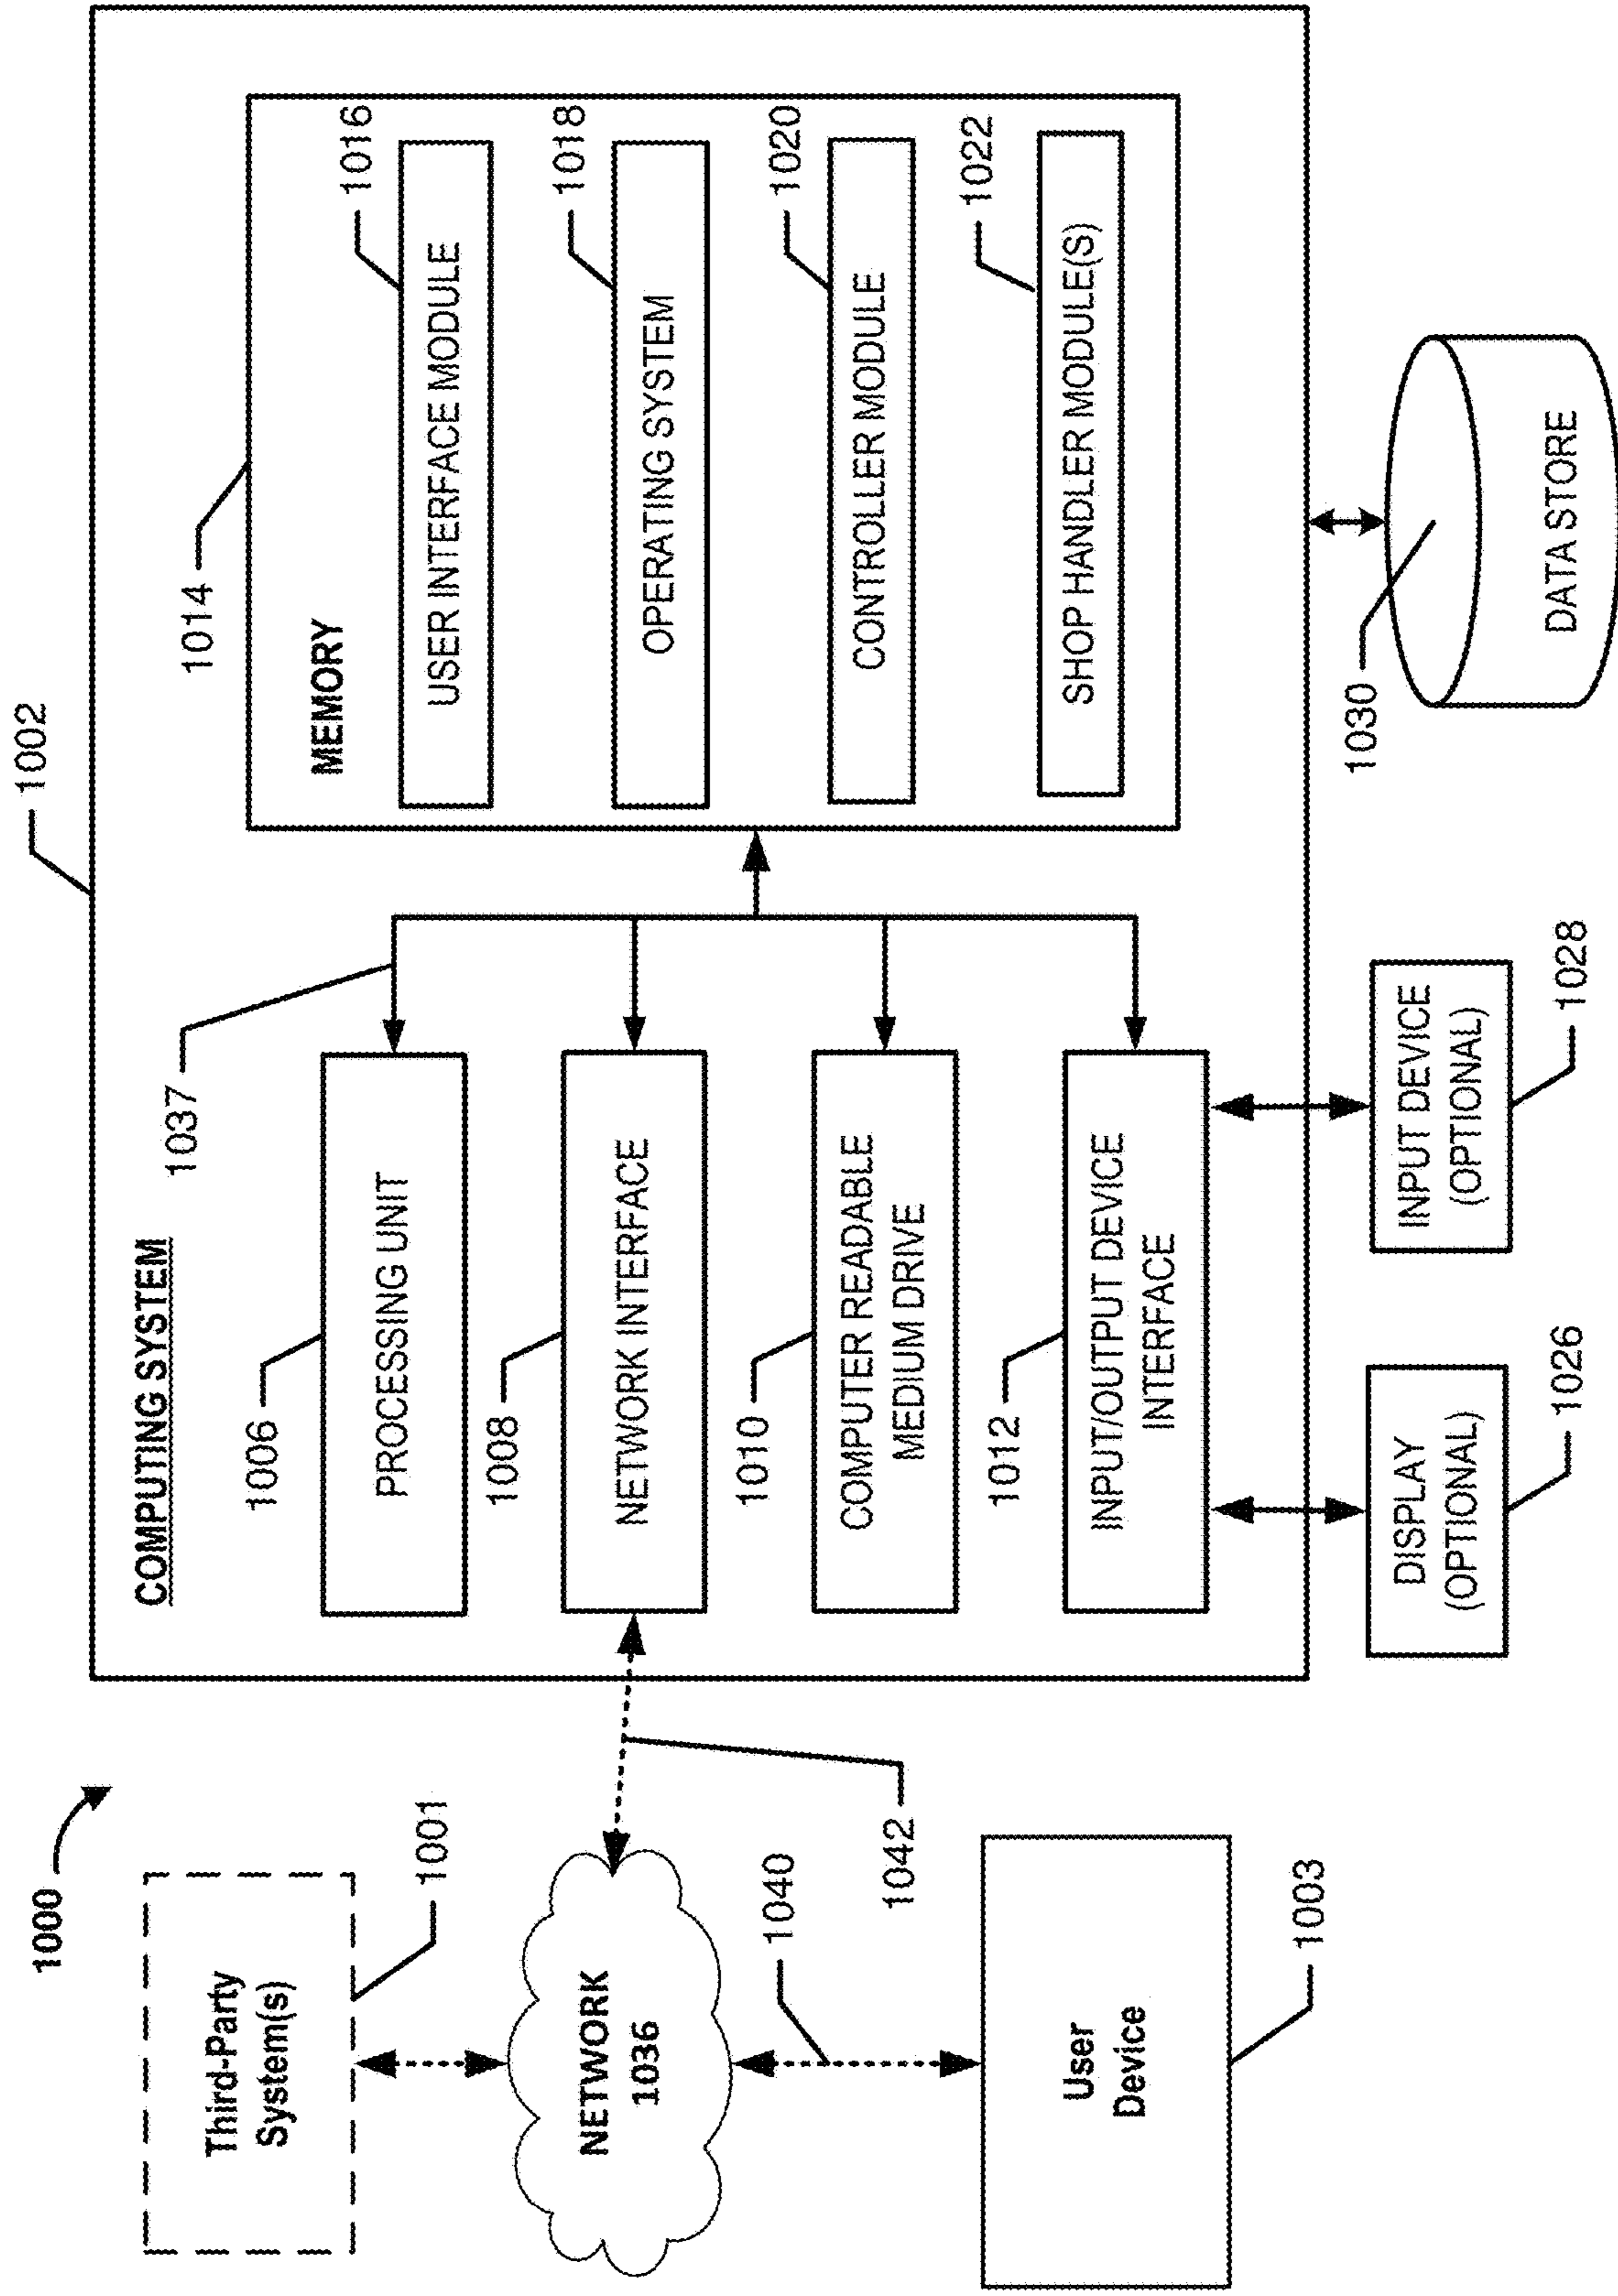 1000
Third-Party
System(s)
1001
NETWORK
1036
1040
1042
User
Device
1003
1002
COMPUTING SYSTEM
1037
1006
PROCESSING UNIT
1008
NETWORK INTERFACE
1010
COMPUTER READABLE
MEDIUM DRIVE
1012
INPUT/OUTPUT DEVICE
INTERFACE
1014
MEMORY
1016
USER INTERFACE MODULE
1018
OPERATING SYSTEM
1020
CONTROLLER MODULE
1022
SHOP HANDLER MODULE(S)
DISPLAY
(OPTIONAL)
1026
INPUT DEVICE
(OPTIONAL)
1028
1030
DATA STORE